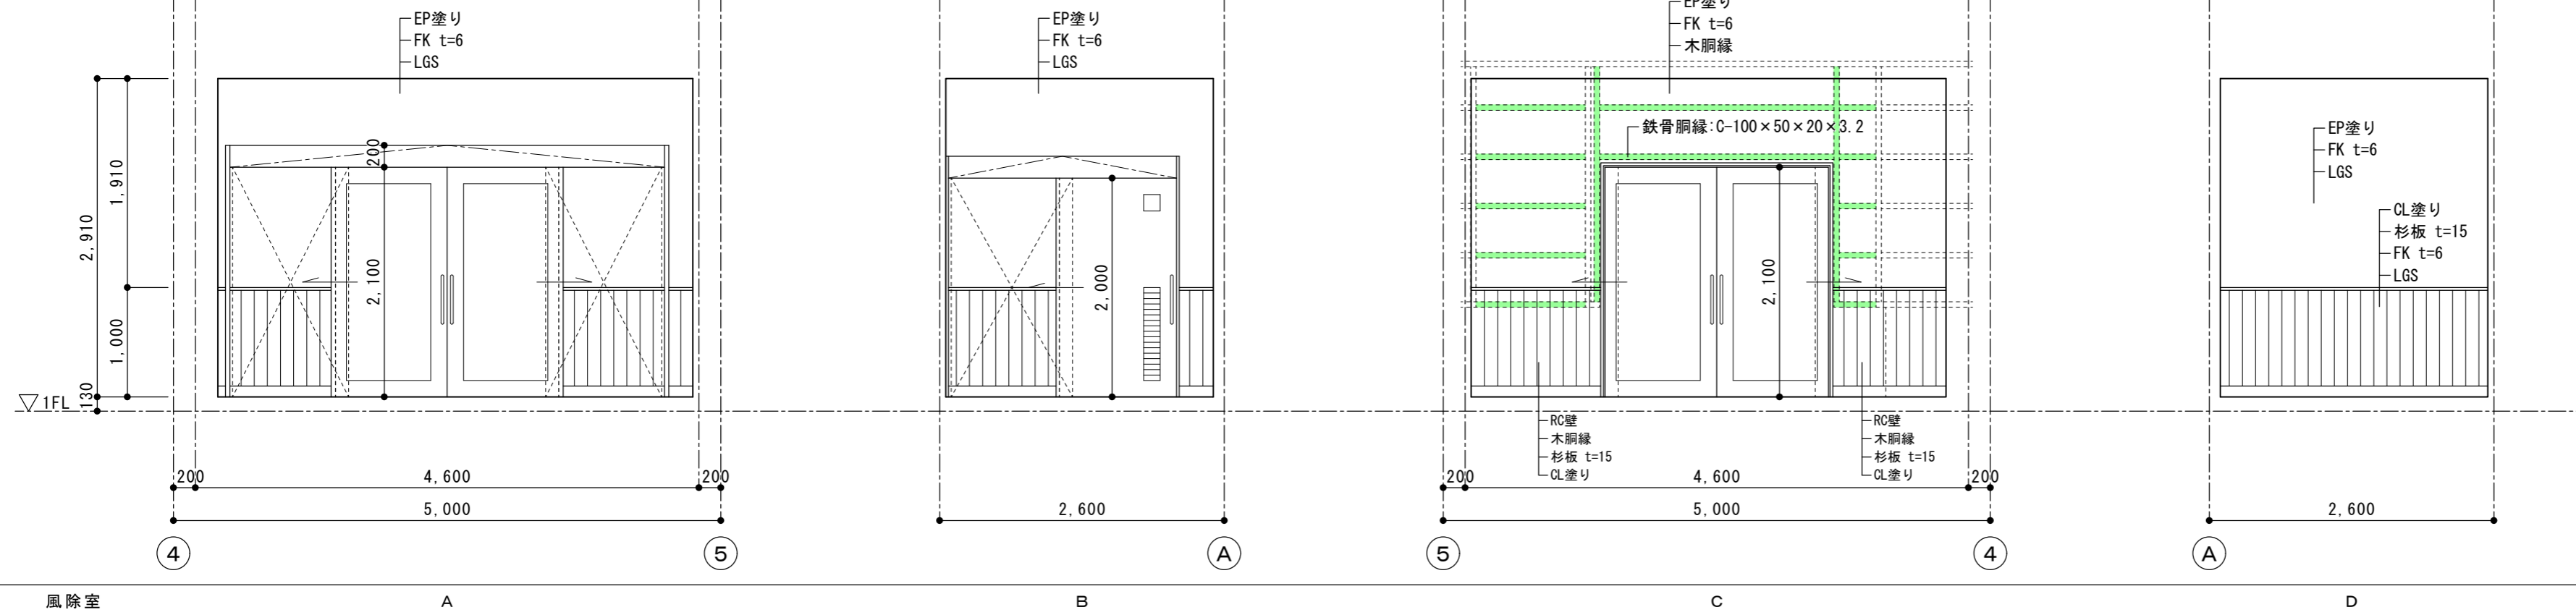 EP塗り
FK t=6
LGS
EP塗り
FK t=6
LGS
EP塗り
FK t=6
木胴縁
EP塗り
FK t=6
LGS
CL塗り
杉板 t=15
FK t=6
LGS
鉄骨胴縁:C-100×50×20×3.2
2,910
1,910
1,000
130
1FL
200
2,100
2,000
2,100
RC壁
木胴縁
杉板 t=15
CL塗り
RC壁
木胴縁
杉板 t=15
CL塗り
200
4,600
200
5,000
2,600
200
4,600
200
5,000
2,600
4
5
A
5
4
A
風除室
A
B
C
D